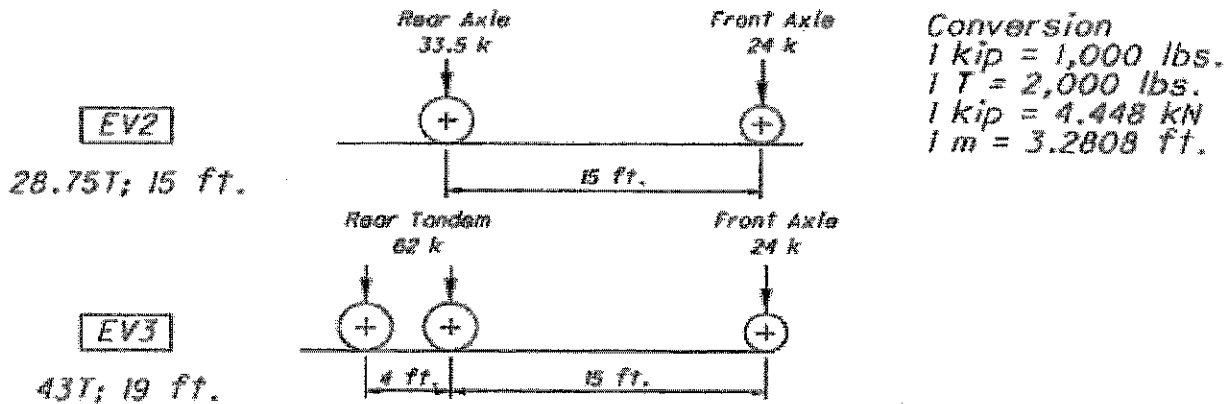 Rear Axle
33.5 k
Front Axle
24 k
Conversion
1 kip = 1,000 lbs.
1 T = 2,000 lbs.
1 kip = 4.448 kN
1 m = 3.2808 ft.
EV2
28.75T; 15 ft.
15 ft.
Rear Tandem
62 k
Front Axle
24 k
EV3
43T; 19 ft.
4 ft.
15 ft.